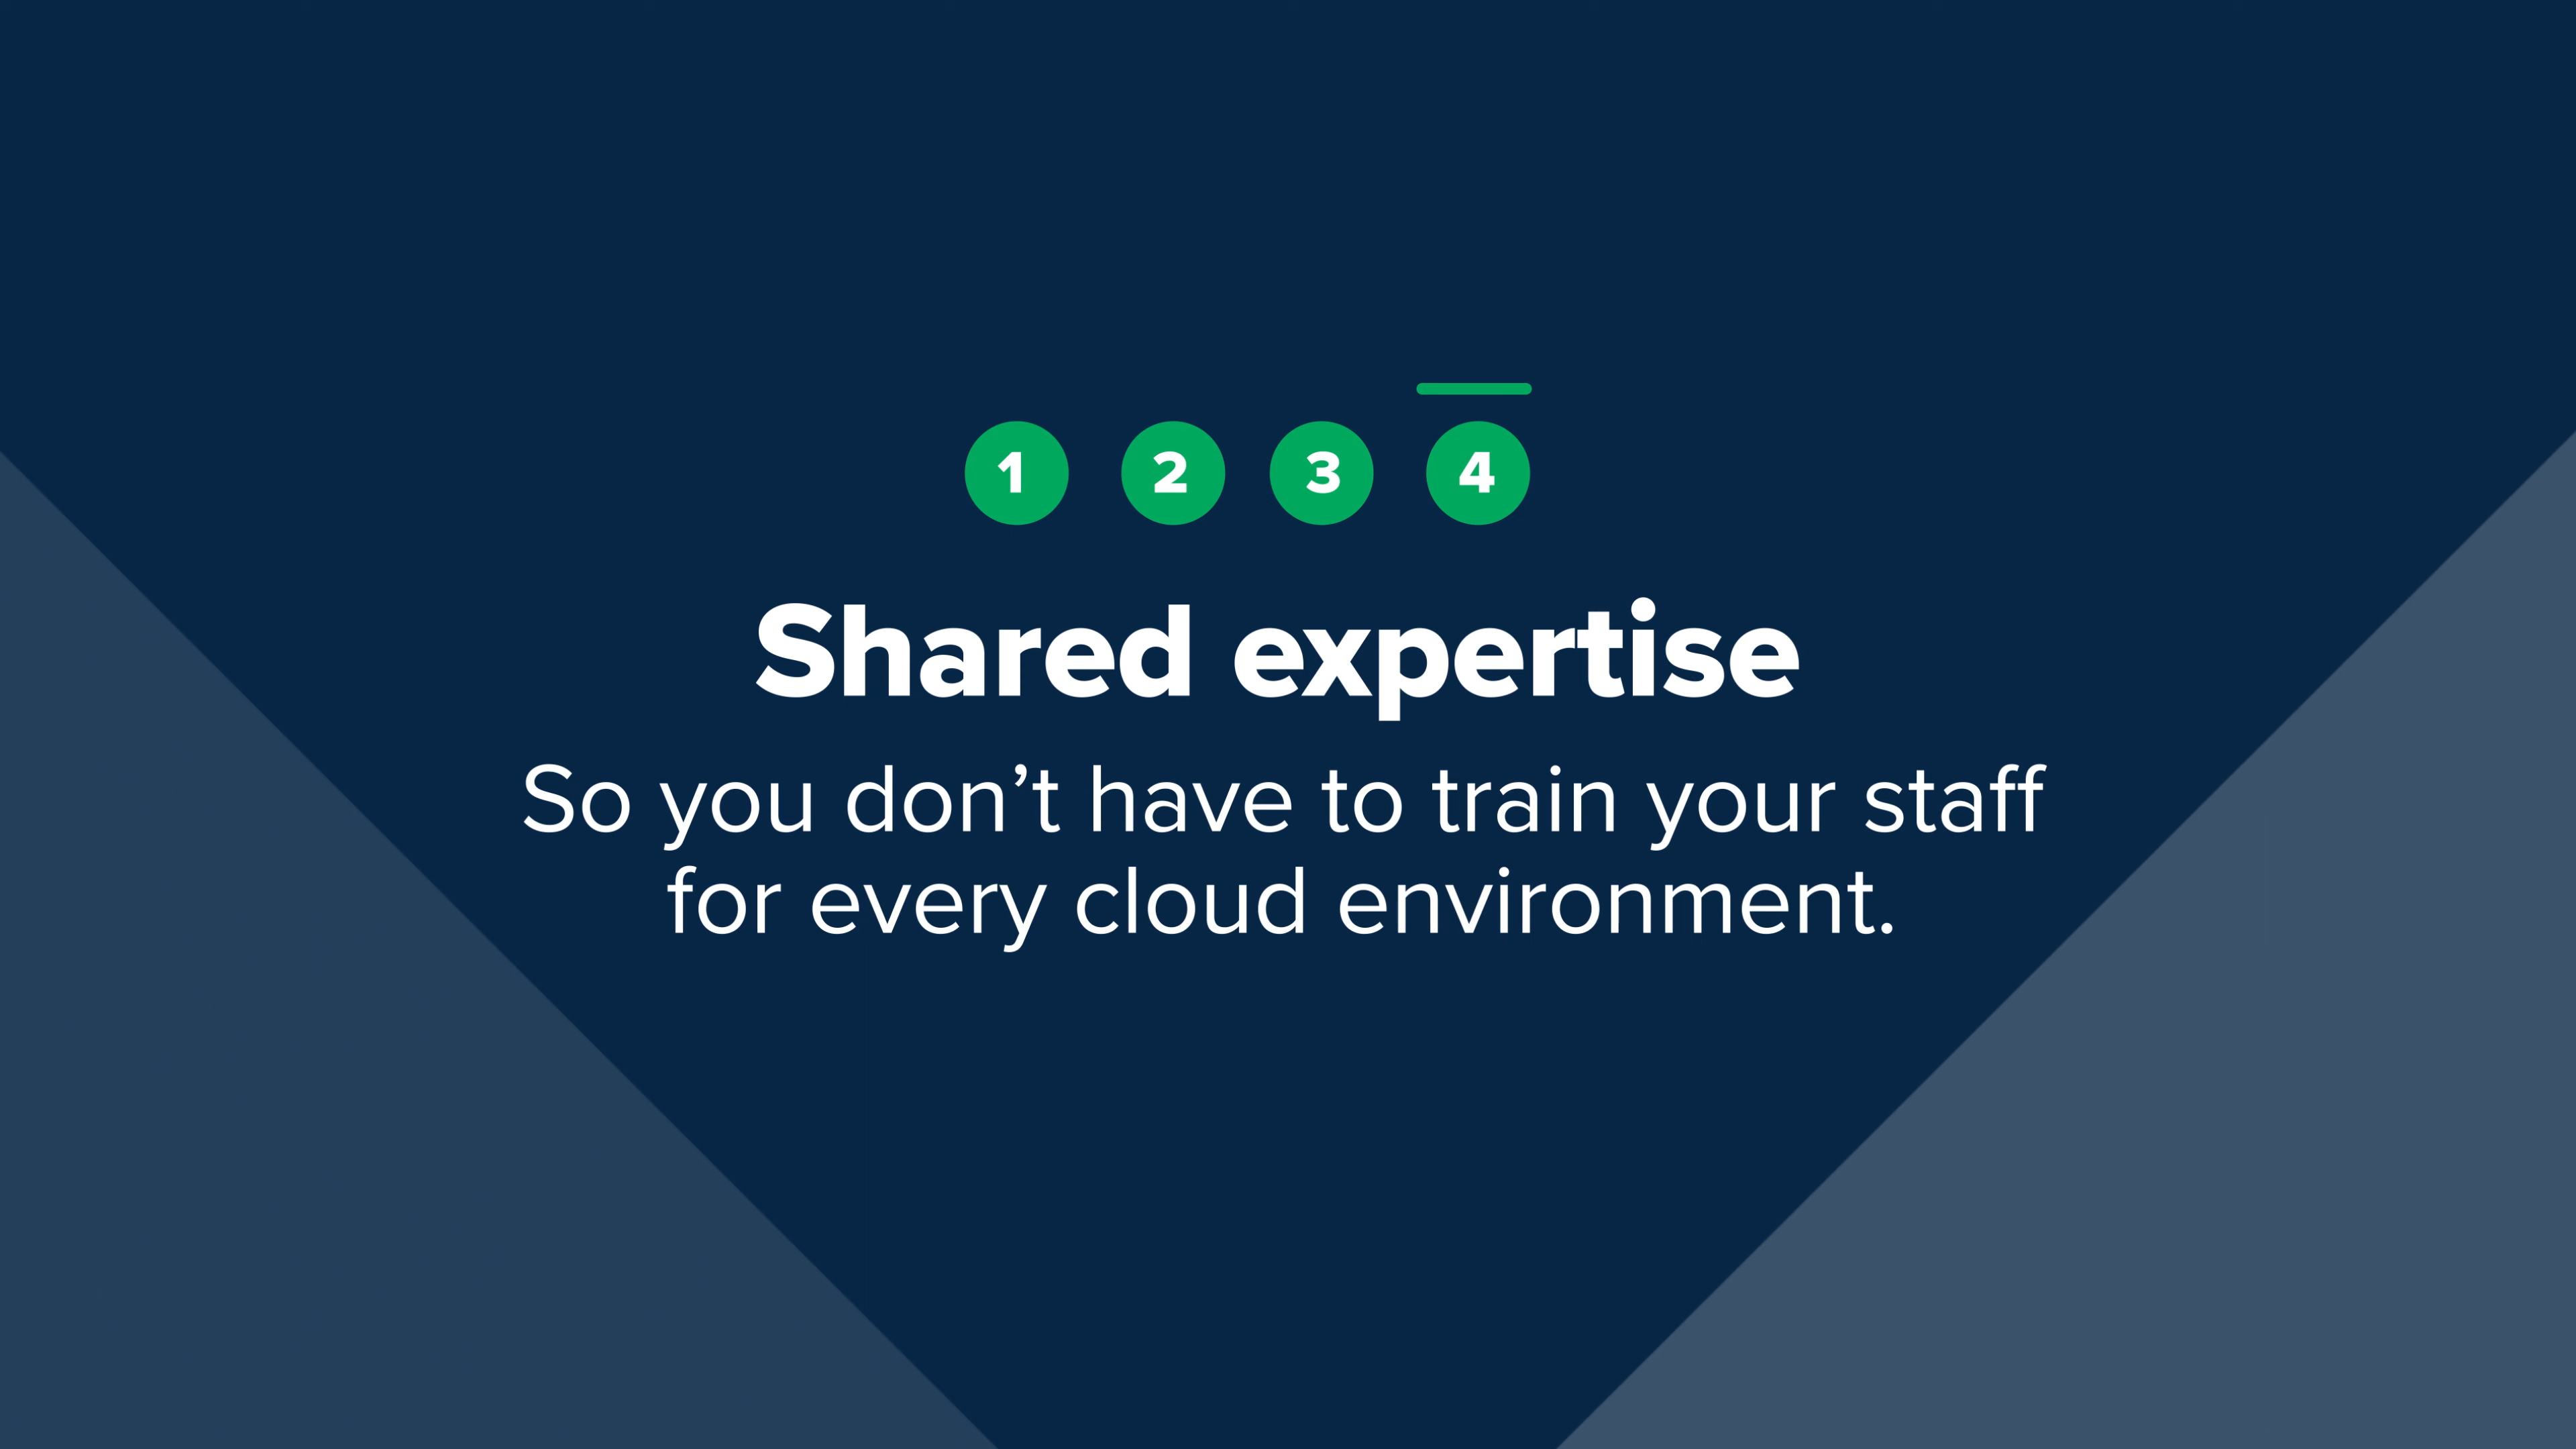 1 2 3 4
Shared expertise
So you don’t have to train your staff
for every cloud environment.